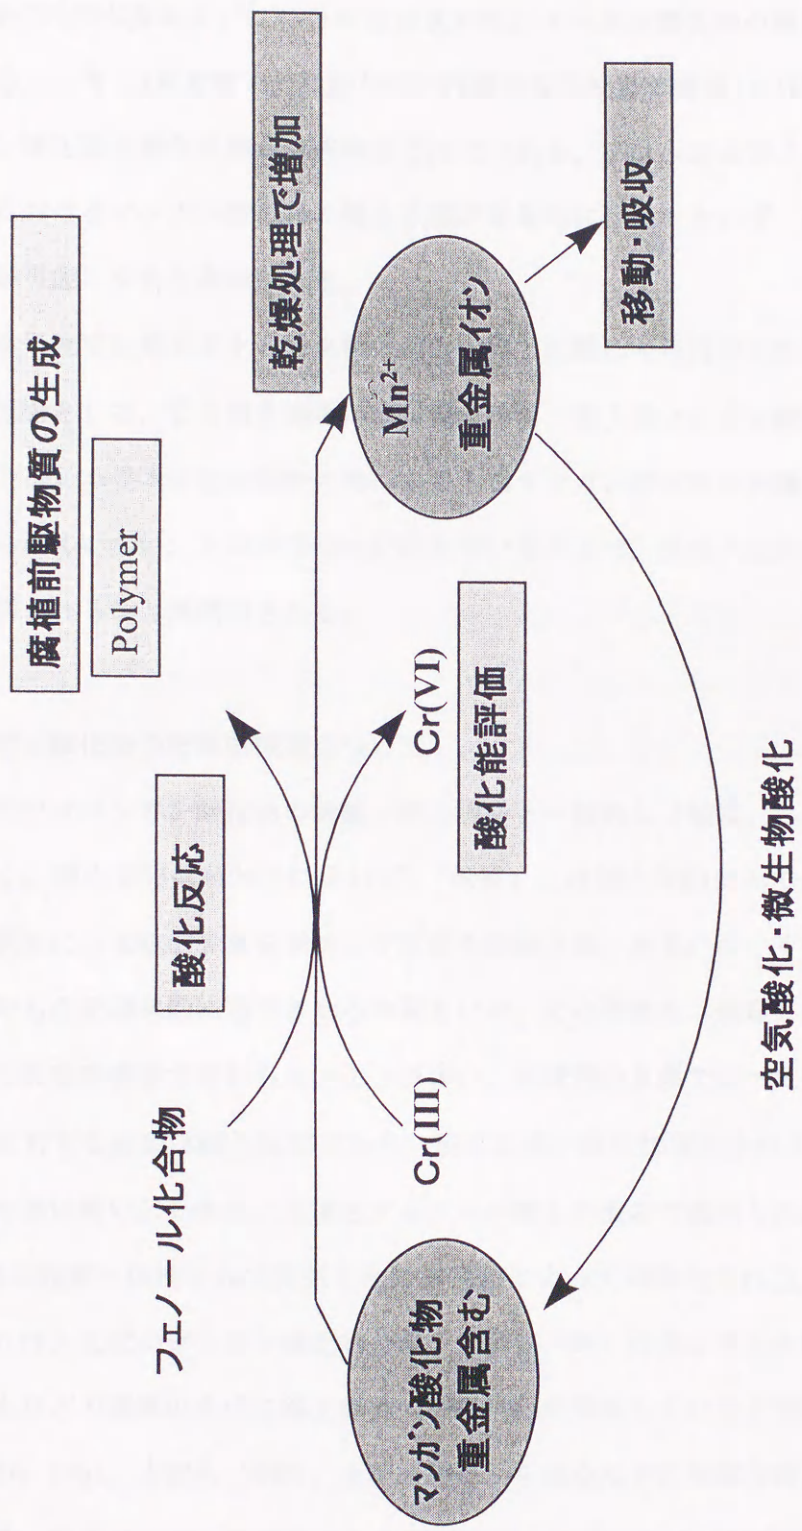 腐植前駆物質の生成
Polymer
酸化反応
フェノール化合物
乾燥処理で増加
マンガン酸化物
重金属含む
Mn²⁺
重金属イオン
移動・吸収
Cr(III)
Cr(VI)
酸化能評価
空気酸化・微生物酸化